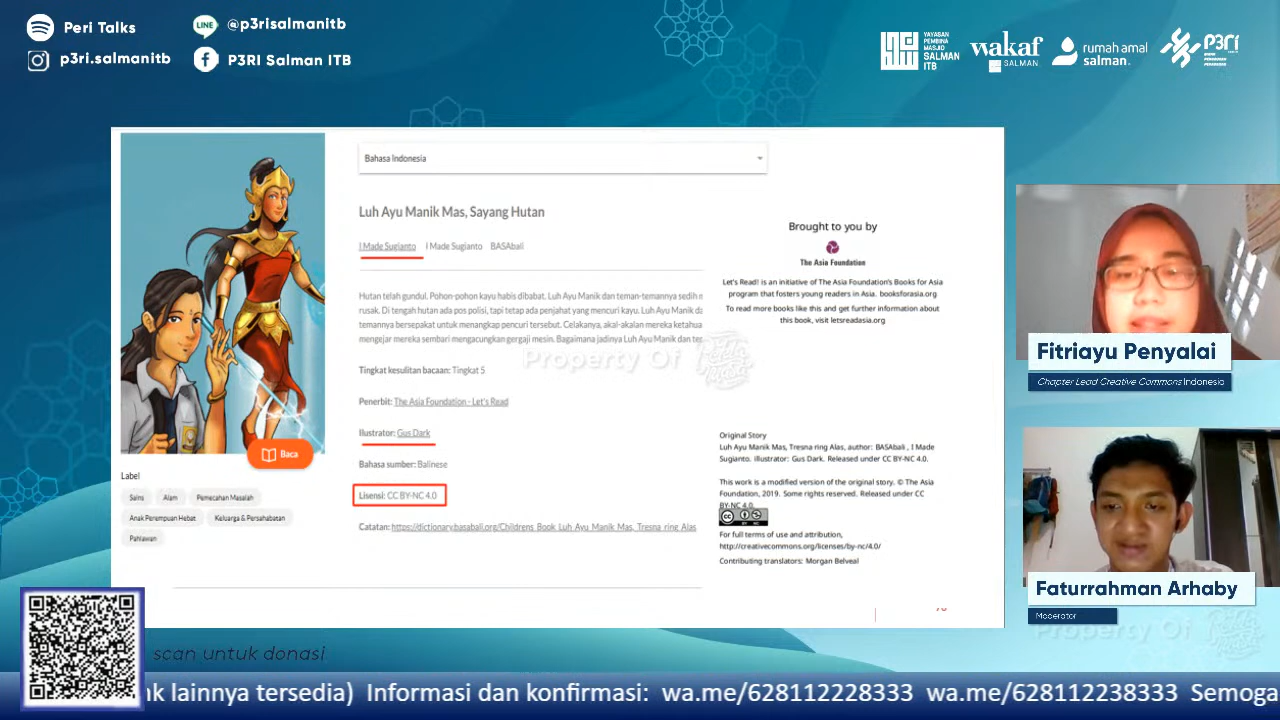 Peri Talks
LINE
@p3risalmanitb
p3ri.salmanitb
P3RI Salman ITB
YAYASAN
PEMBINA
MASJID
SALMAN
ITB
wakaf
SALMAN
rumah amal
salman.
P3RI
Bahasa Indonesia
Luh Ayu Manik Mas, Sayang Hutan
I Made Sugianto I Made Sugianto BASAbali
Hutan telah gundul. Pohon-pohon kayu habis dibabat. Luh Ayu Manik dan teman-temannya sedih n
rusak. Di tengah hutan ada pos polisi, tapi tetap ada penjahat yang mencuri kayu. Luh Ayu Manik da
temannya bersepakat untuk menangkap pencuri tersebut. Celakanya, akal-akalan mereka ketahua
mengejar mereka sembari mengacungkan gergaji mesin. Bagaimana jadinya Luh Ayu Manik dan ter
Property Of
Tingkat kesulitan bacaan: Tingkat 5
Penerbit: The Asia Foundation - Let's Read
Ilustrator: Gus Dark
Bahasa sumber: Balinese
Lisensi: CC BY-NC 4.0
Catatan: https://dictionary.basabali.org/Childrens_Book_Luh_Ayu_Manik_Mas,_Tresna_ring_Alas
Baca
Label
Sains Alam Pemecahan Masalah
Anak Perempuan Hebat Keluarga & Persahabatan
Pahlawan
Brought to you by
The Asia Foundation
Let's Read! is an initiative of The Asia Foundation's Books for Asia
program that fosters young readers in Asia. booksforasia.org
To read more books like this and get further information about
this book, visit letsreadasia.org
Original Story
Luh Ayu Manik Mas, Tresna ring Alas, author: BASAbali , I Made
Sugianto. illustrator: Gus Dark. Released under CC BY-NC 4.0.
This work is a modified version of the original story. © The Asia
Foundation, 2019. Some rights reserved. Released under CC
BY-NC 4.0.
BY NC
For full terms of use and attribution,
http://creativecommons.org/licenses/by-nc/4.0/
Contributing translators: Morgan Belveal
Fitriayu Penyalai
Chapter Lead Creative Commons Indonesia
Faturrahman Arhaby
Moderator
Property Of
scan untuk donasi
nk lainnya tersedia) Informasi dan konfirmasi: wa.me/628112228333 wa.me/628112238333 Semoga